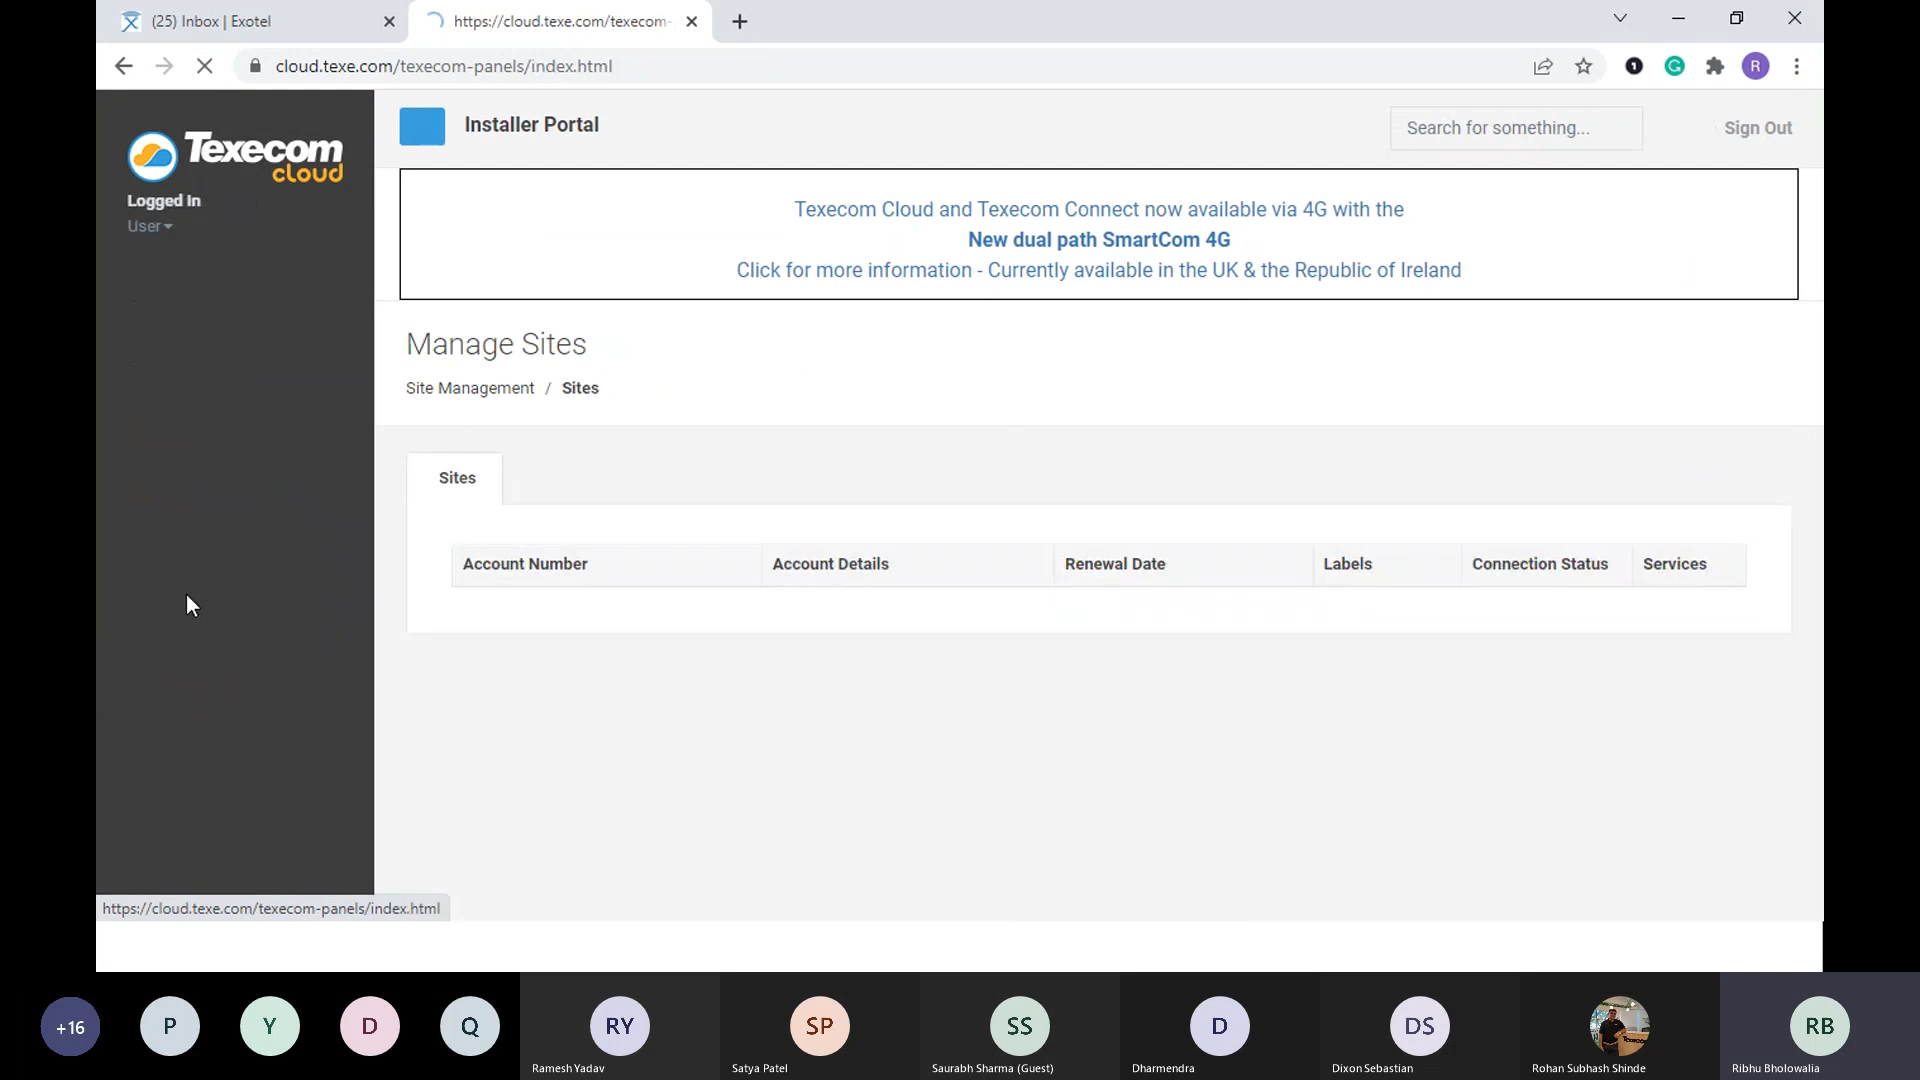 (25) Inbox | Exotel
https://cloud.texe.com/texecom-
cloud.texe.com/texecom-panels/index.html
R
Texecom
cloud
Logged In
User
Installer Portal
Search for something...
Sign Out
Texecom Cloud and Texecom Connect now available via 4G with the
New dual path SmartCom 4G
Click for more information - Currently available in the UK & the Republic of Ireland
Manage Sites
Site Management / Sites
Sites
Account Number Account Details Renewal Date Labels Connection Status Services
https://cloud.texe.com/texecom-panels/index.html
+16 P Y D Q RY SP SS D DS RB
Ramesh Yadav Satya Patel Saurabh Sharma (Guest) Dharmendra Dixon Sebastian Rohan Subhash Shinde Ribhu Bholowalia